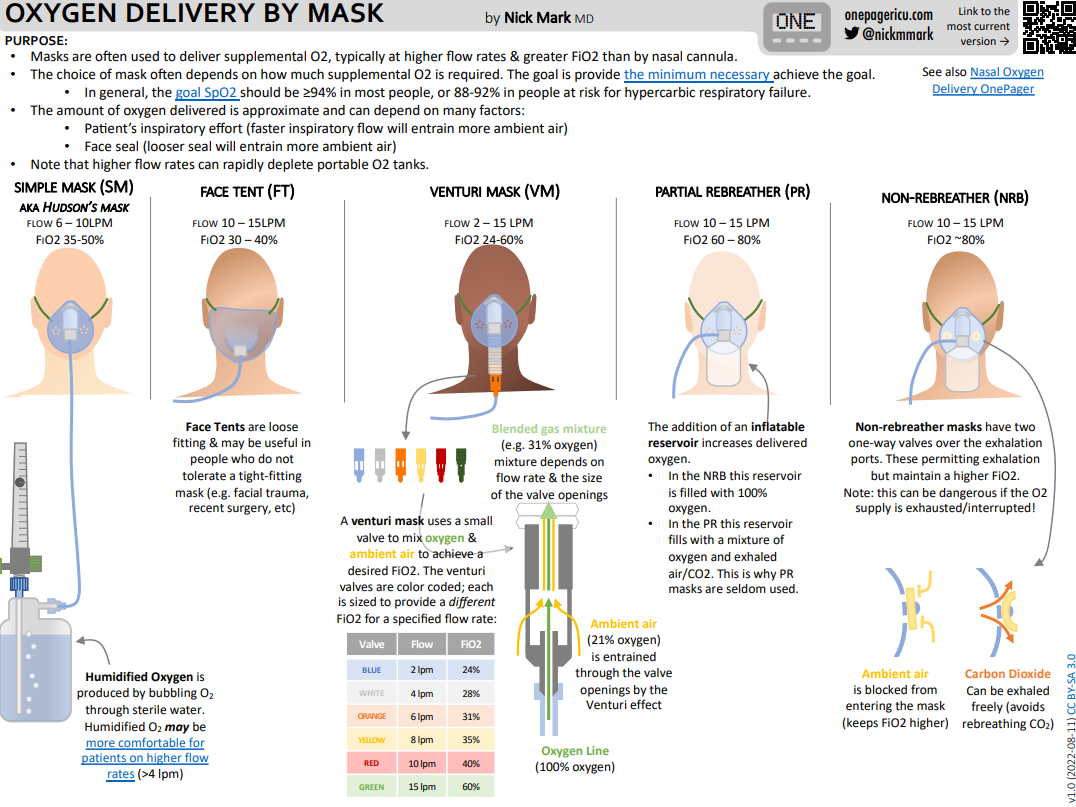 OXYGEN DELIVERY BY MASK
by Nick Mark MD
ONE
onepagericu.com
@nickmmark
Link to the
most current
version →
PURPOSE:
• Masks are often used to deliver supplemental O2, typically at higher flow rates & greater FiO2 than by nasal cannula.
• The choice of mask often depends on how much supplemental O2 is required. The goal is provide the minimum necessary achieve the goal.
• In general, the goal SpO2 should be ≥94% in most people, or 88-92% in people at risk for hypercarbic respiratory failure.
• The amount of oxygen delivered is approximate and can depend on many factors:
• Patient's inspiratory effort (faster inspiratory flow will entrain more ambient air)
• Face seal (looser seal will entrain more ambient air)
• Note that higher flow rates can rapidly deplete portable O2 tanks.
See also Nasal Oxygen
Delivery OnePager
SIMPLE MASK (SM)
AKA HUDSON'S MASK
FLOW 6 – 10LPM
FiO2 35-50%
FACE TENT (FT)
FLOW 10 – 15LPM
FiO2 30 – 40%
VENTURI MASK (VM)
FLOW 2 – 15 LPM
FiO2 24-60%
PARTIAL REBREATHER (PR)
FLOW 10 – 15 LPM
FiO2 60 – 80%
NON-REBREATHER (NRB)
FLOW 10 – 15 LPM
FiO2 ~80%
Humidified Oxygen is
produced by bubbling O2
through sterile water.
Humidified O2 may be
more comfortable for
patients on higher flow
rates (>4 lpm)
Face Tents are loose
fitting & may be useful in
people who do not
tolerate a tight-fitting
mask (e.g. facial trauma,
recent surgery, etc)
Blended gas mixture
(e.g. 31% oxygen)
mixture depends on
flow rate & the size
of the valve openings
A venturi mask uses a small
valve to mix oxygen &
ambient air to achieve a
desired FiO2. The venturi
valves are color coded; each
is sized to provide a different
FiO2 for a specified flow rate:
Valve Flow FiO2
BLUE 2 lpm 24%
WHITE 4 lpm 28%
ORANGE 6 lpm 31%
YELLOW 8 lpm 35%
RED 10 lpm 40%
GREEN 15 lpm 60%
Ambient air
(21% oxygen)
is entrained
through the valve
openings by the
Venturi effect
Oxygen Line
(100% oxygen)
The addition of an inflatable
reservoir increases delivered
oxygen.
• In the NRB this reservoir
is filled with 100%
oxygen.
• In the PR this reservoir
fills with a mixture of
oxygen and exhaled
air/CO2. This is why PR
masks are seldom used.
Non-rebreather masks have two
one-way valves over the exhalation
ports. These permitting exhalation
but maintain a higher FiO2.
Note: this can be dangerous if the O2
supply is exhausted/interrupted!
Ambient air
is blocked from
entering the mask
(keeps FiO2 higher)
Carbon Dioxide
Can be exhaled
freely (avoids
rebreathing CO2)
v1.0 (2022-08-11) CC BY-SA 3.0